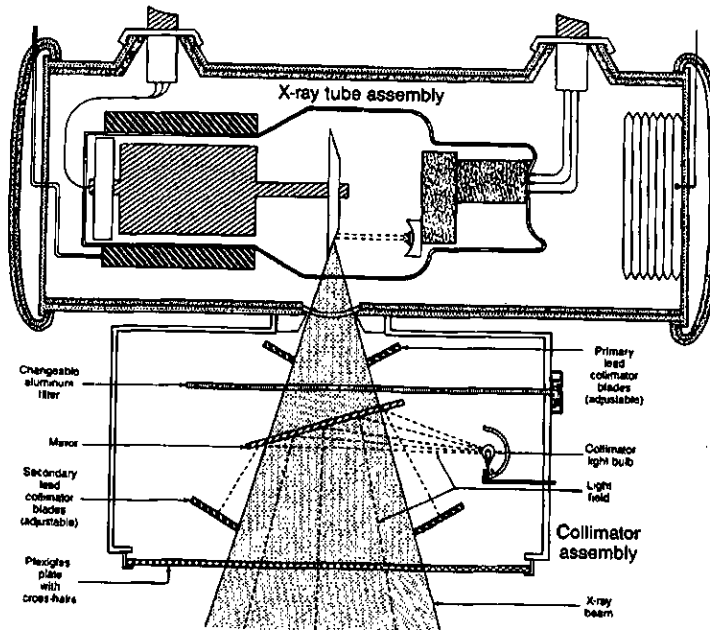 X-ray tube assembly
Changeable
aluminum
filter
Mirror
Secondary
lead
collimator
blades
(adjustable)
Plexiglas
plate
with
cross-hairs
Primary
lead
collimator
blades
(adjustable)
Collimator
light bulb
Light
field
Collimator
assembly
X-ray
beam